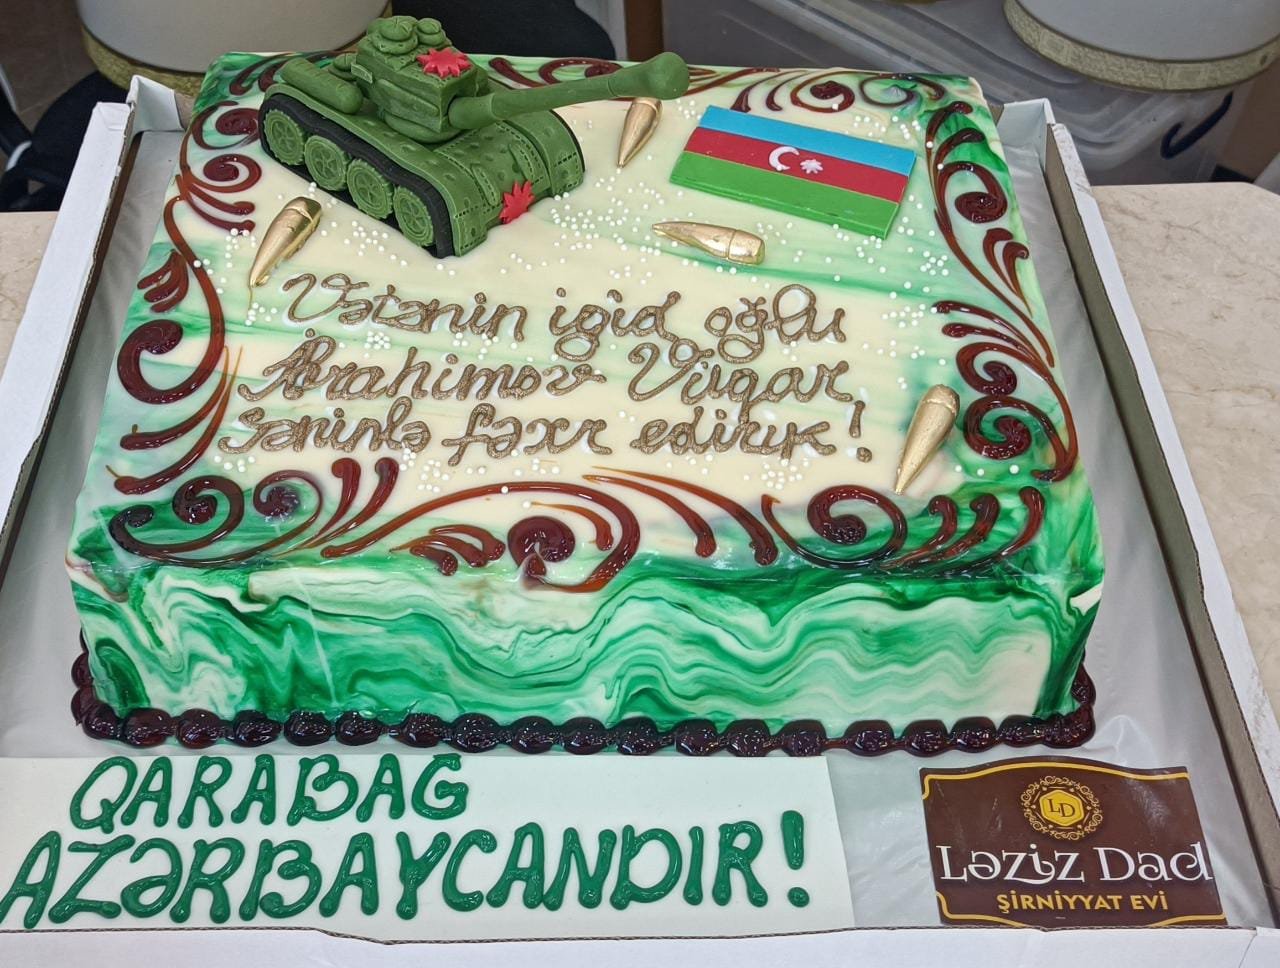 Vətənin igid oğlu
İbrahimov Vüqar,
səninlə fəxr edirik!
QARABAĞ
AZƏRBAYCANDIR!
LD
Ləziz Dad
ŞİRNİYYAT EVİ